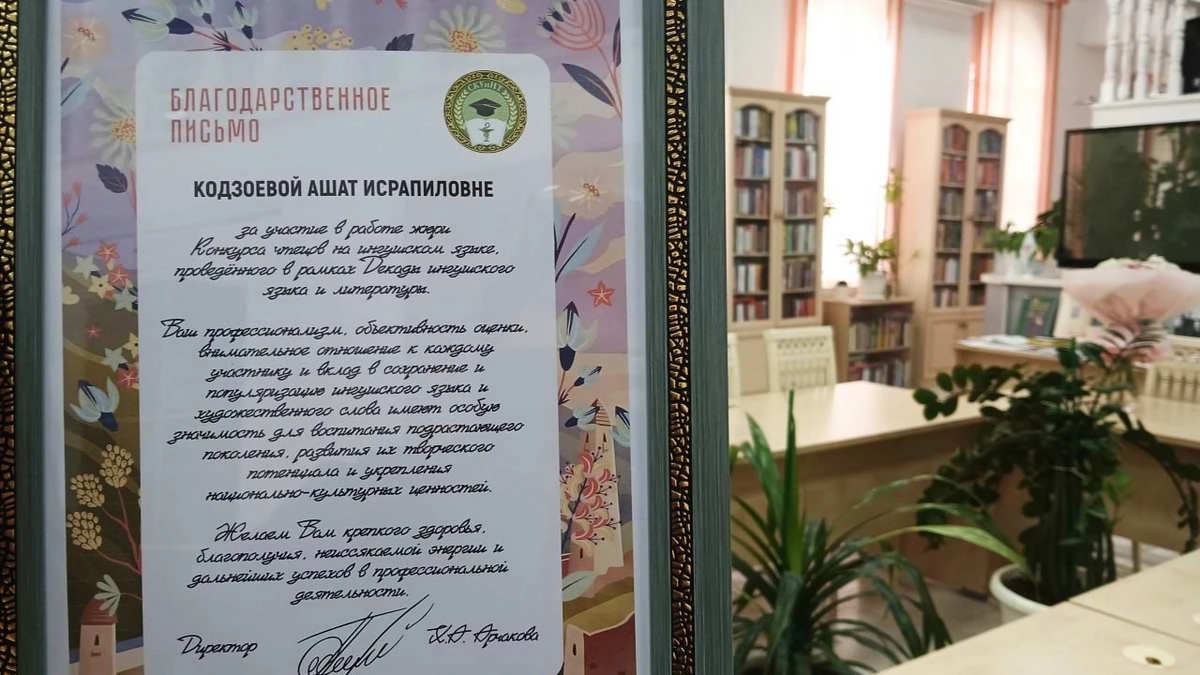 БЛАГОДАРСТВЕННОЕ
ПИСЬМО
КОДЗОЕВОЙ АШАТ ИСРАПИЛОВНЕ
за участие в работе жюри
Конкурса чтецов на ингушском языке,
проведённого в рамках Декады ингушского
языка и литературы.
Ваш профессионализм, объективность оценки,
внимательное отношение к каждому
участнику и вклад в сохранение и
популяризацию ингушского языка и
художественного слова имеют особую
значимость для воспитания подрастающего
поколения, развития их творческого
потенциала и укрепления
национально-культурных ценностей.
Желаем Вам крепкого здоровья,
благополучия, неиссякаемой энергии и
дальнейших успехов в профессиональной
деятельности.
Директор
Х.А. Арчакова